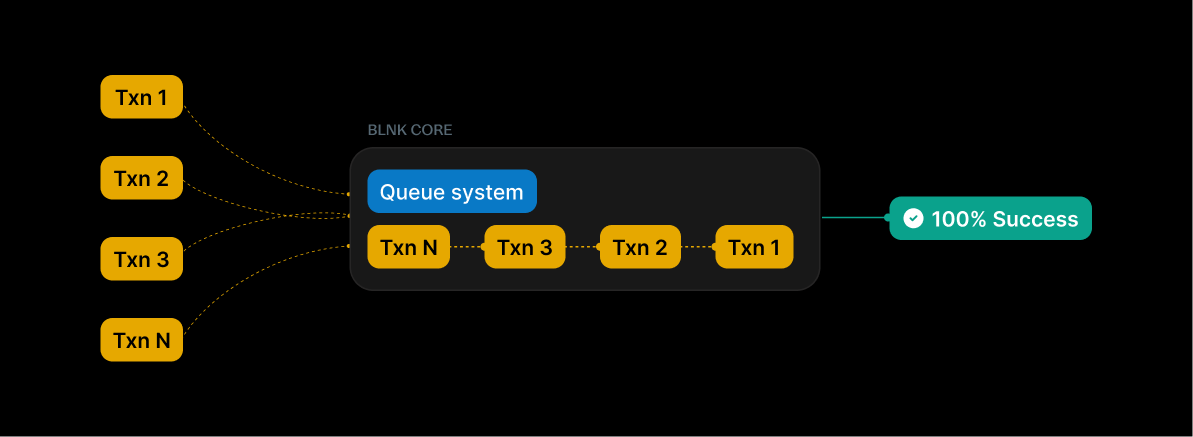 Txn 1
Txn 2
Txn 3
Txn N
BLNK CORE
Queue system
Txn N
Txn 3
Txn 2
Txn 1
100% Success